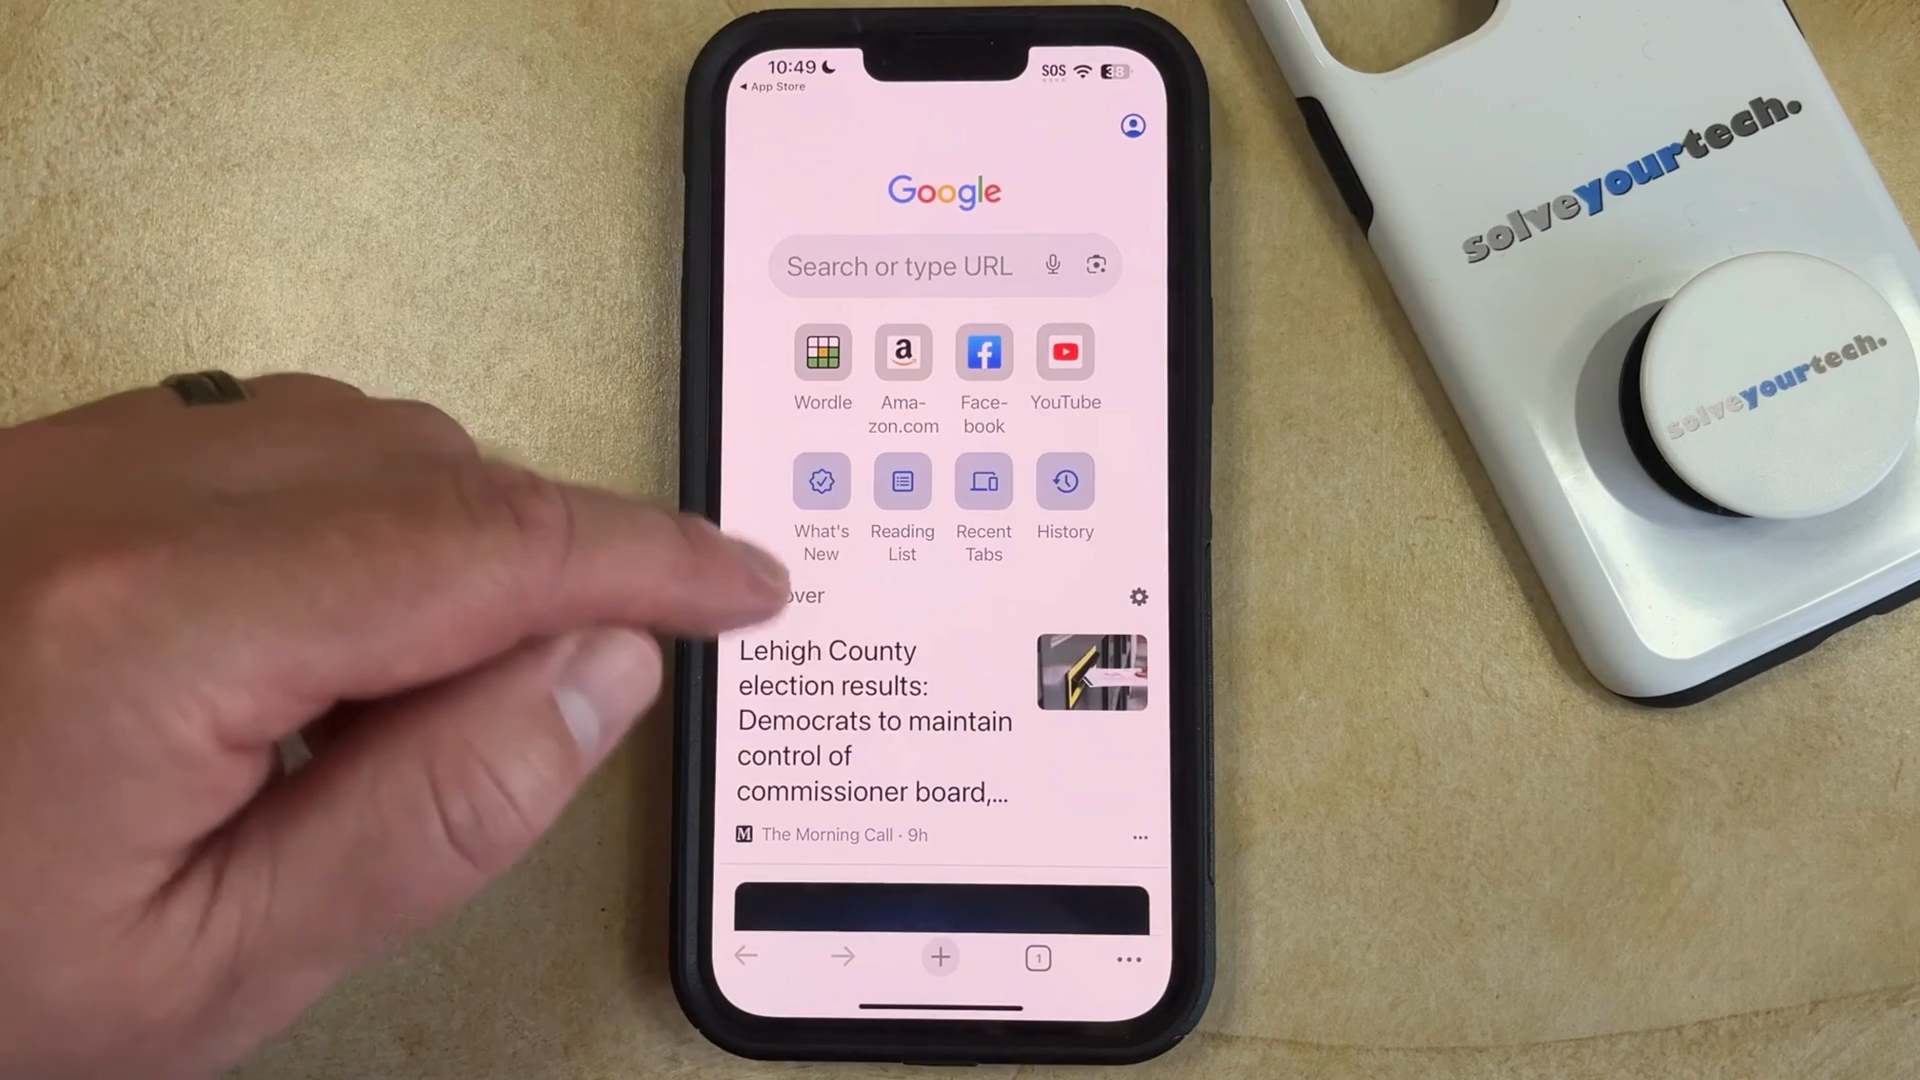 10:49
SOS
38
App Store
Google
Search or type URL
Wordle
Ama-
zon.com
Face-
book
YouTube
What's
New
Reading
List
Recent
Tabs
History
over
Lehigh County
election results:
Democrats to maintain
control of
commissioner board,...
M The Morning Call · 9h
1
solveyourtech.
solveyourtech.